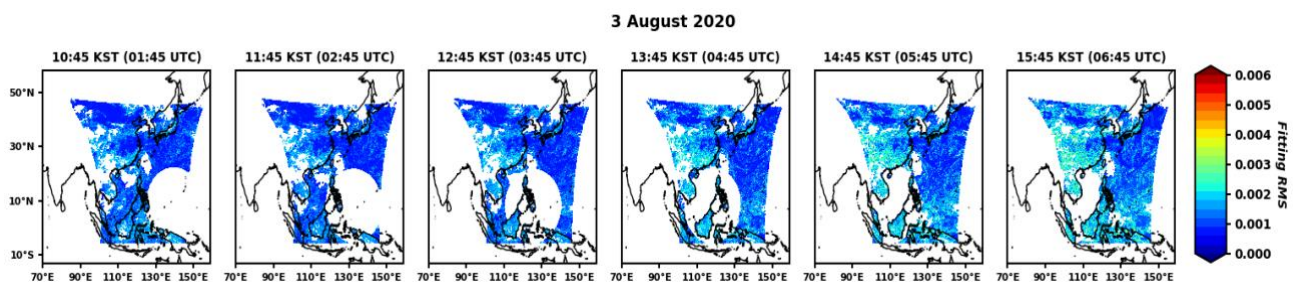 3 August 2020
10:45 KST (01:45 UTC) 11:45 KST (02:45 UTC) 12:45 KST (03:45 UTC) 13:45 KST (04:45 UTC) 14:45 KST (05:45 UTC) 15:45 KST (06:45 UTC)
50°N
30°N
10°N
10°S
70°E 90°E 110°E 130°E 150°E 70°E 90°E 110°E 130°E 150°E 70°E 90°E 110°E 130°E 150°E 70°E 90°E 110°E 130°E 150°E 70°E 90°E 110°E 130°E 150°E 70°E 90°E 110°E 130°E 150°E
0.006
0.005
0.004
0.003
0.002
0.001
0.000
Fitting RMS